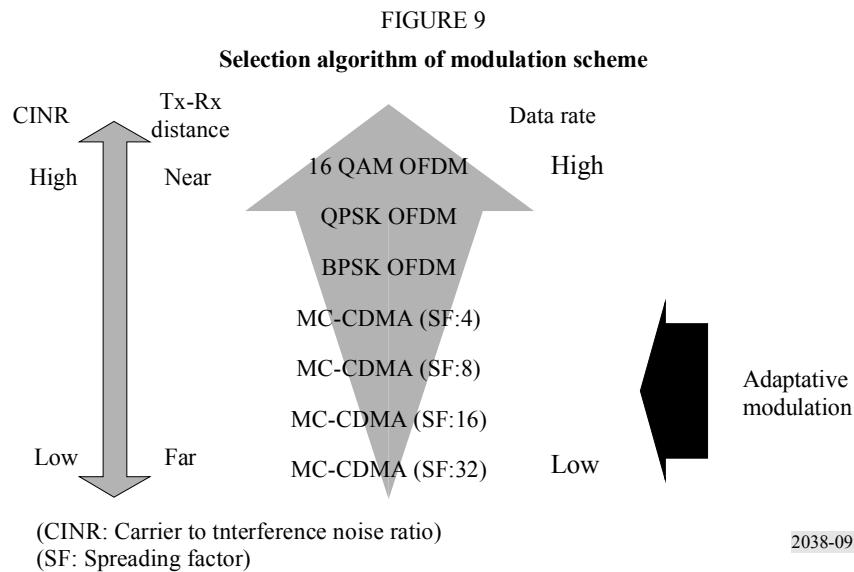 FIGURE 9
Selection algorithm of modulation scheme
CINR
Tx-Rx
distance
Data rate
High
Near
16 QAM OFDM
High
QPSK OFDM
BPSK OFDM
MC-CDMA (SF:4)
MC-CDMA (SF:8)
MC-CDMA (SF:16)
MC-CDMA (SF:32)
Low
Far
Low
Adaptative
modulation
(CINR: Carrier to tnterference noise ratio)
(SF: Spreading factor)
2038-09